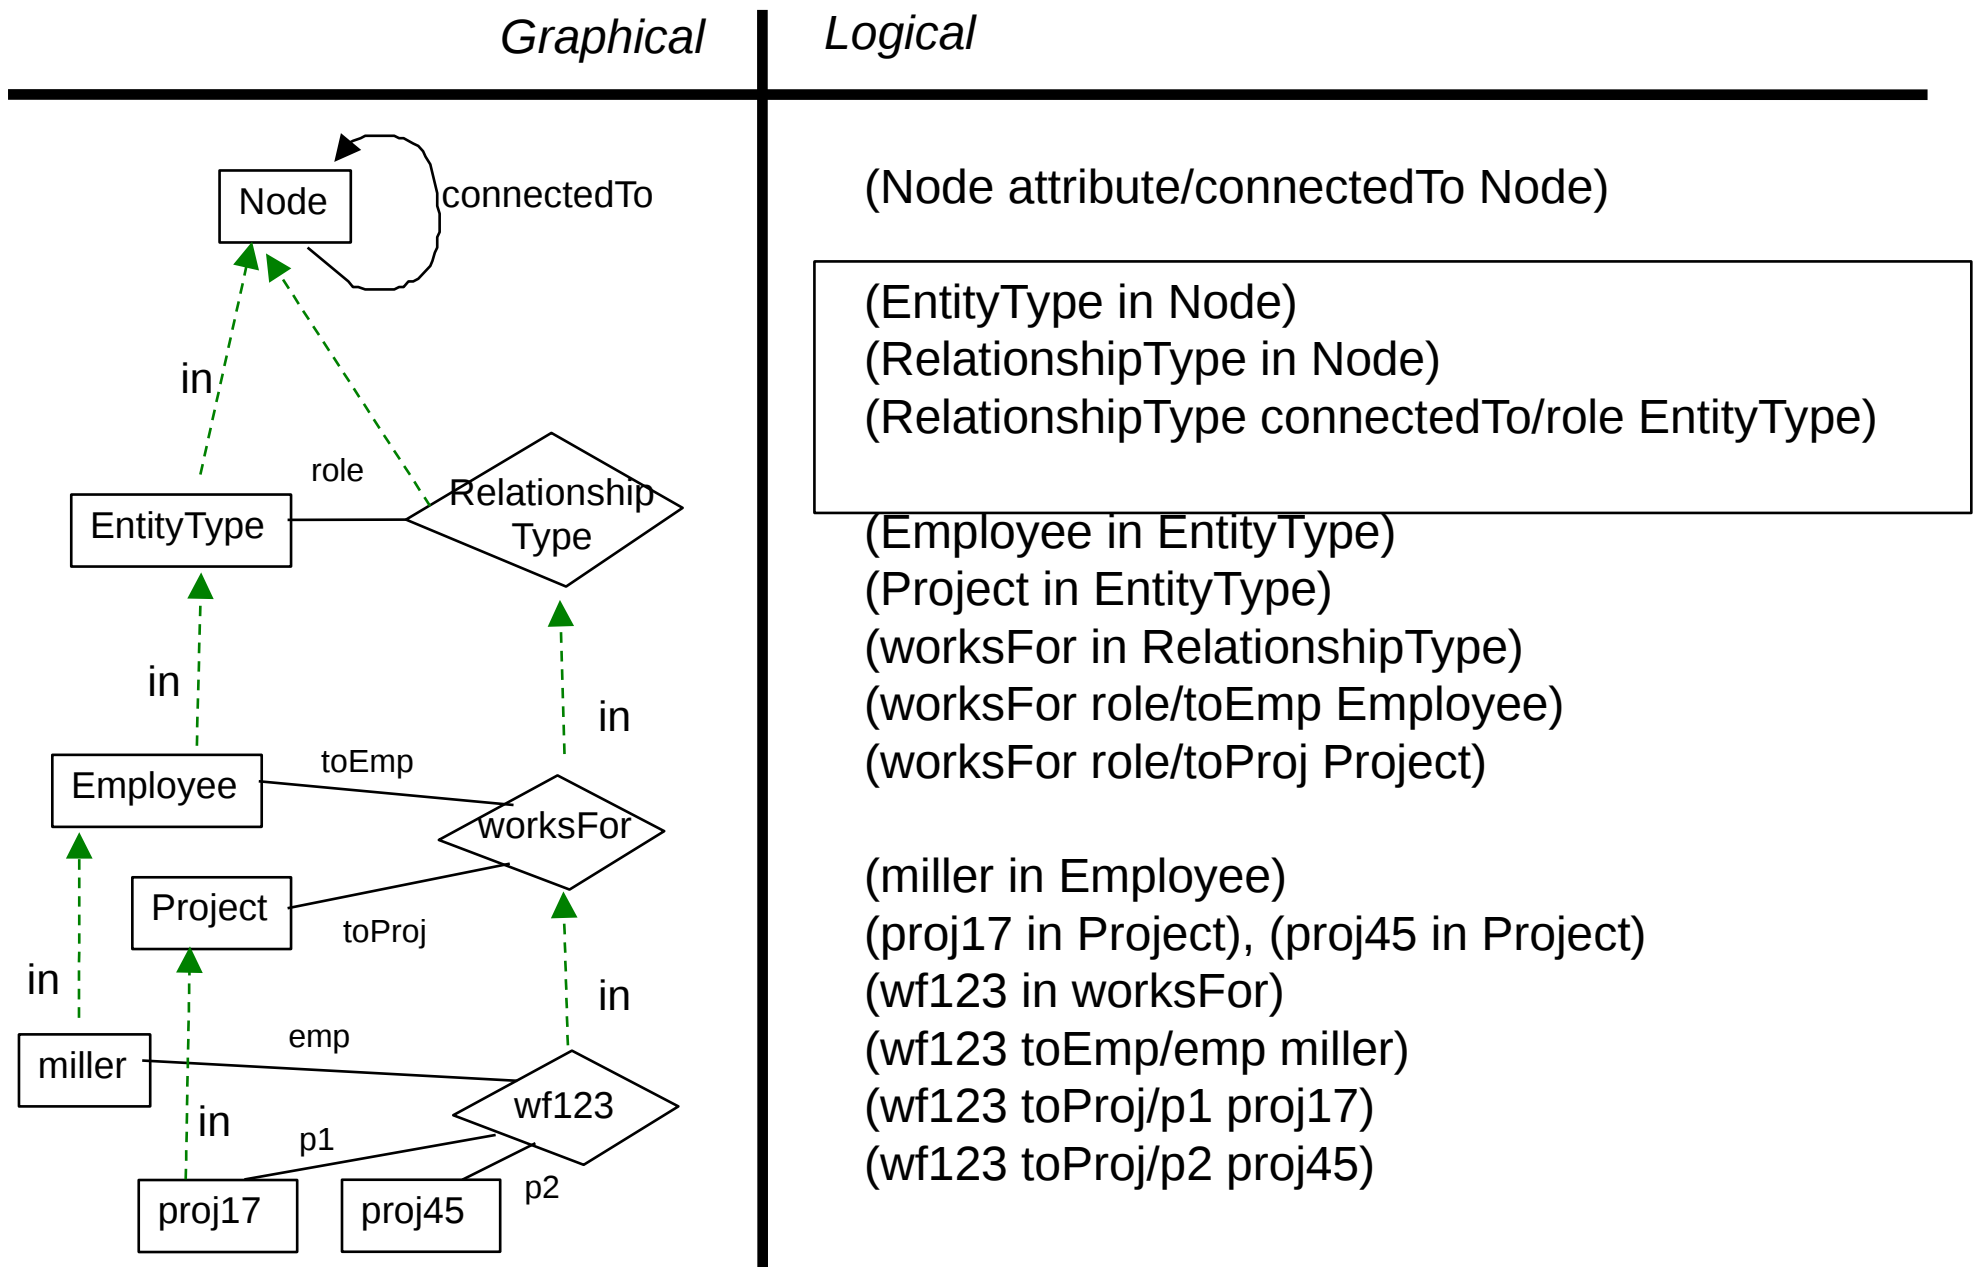 Graphical
Logical
Node
connectedTo
in
role
EntityType
Relationship
Type
in
in
toEmp
Employee
worksFor
Project
toProj
in
in
emp
miller
wf123
in
p1
p2
proj17
proj45
(Node attribute/connectedTo Node)
(EntityType in Node)
(RelationshipType in Node)
(RelationshipType connectedTo/role EntityType)
(Employee in EntityType)
(Project in EntityType)
(worksFor in RelationshipType)
(worksFor role/toEmp Employee)
(worksFor role/toProj Project)
(miller in Employee)
(proj17 in Project), (proj45 in Project)
(wf123 in worksFor)
(wf123 toEmp/emp miller)
(wf123 toProj/p1 proj17)
(wf123 toProj/p2 proj45)